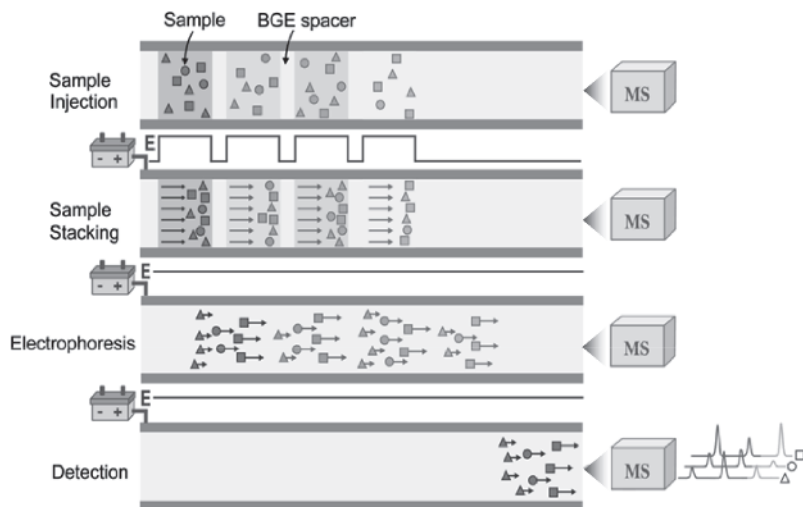 Sample
BGE spacer
Sample
Injection
MS
E
- +
Sample
Stacking
MS
E
- +
Electrophoresis
MS
E
- +
Detection
MS